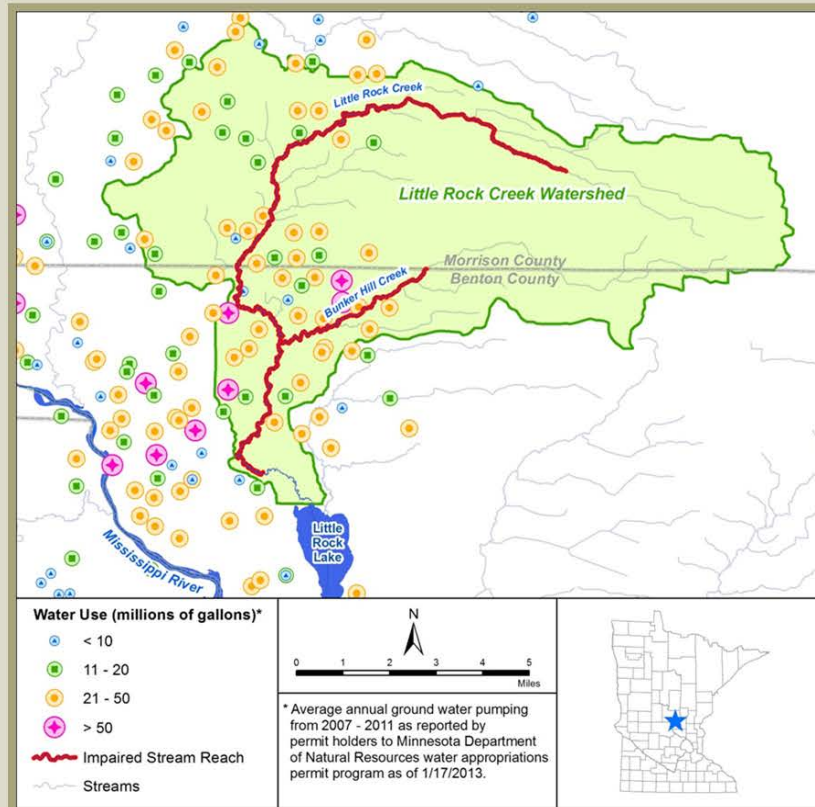 Little Rock Creek
Little Rock Creek Watershed
Morrison County
Benton County
Bunker Hill Creek
Little
Rock
Lake
Mississippi River
Water Use (millions of gallons)*
< 10
11 - 20
21 - 50
> 50
Impaired Stream Reach
Streams
N
0 1 2 3 4 5
Miles
* Average annual ground water pumping
from 2007 - 2011 as reported by
permit holders to Minnesota Department
of Natural Resources water appropriations
permit program as of 1/17/2013.